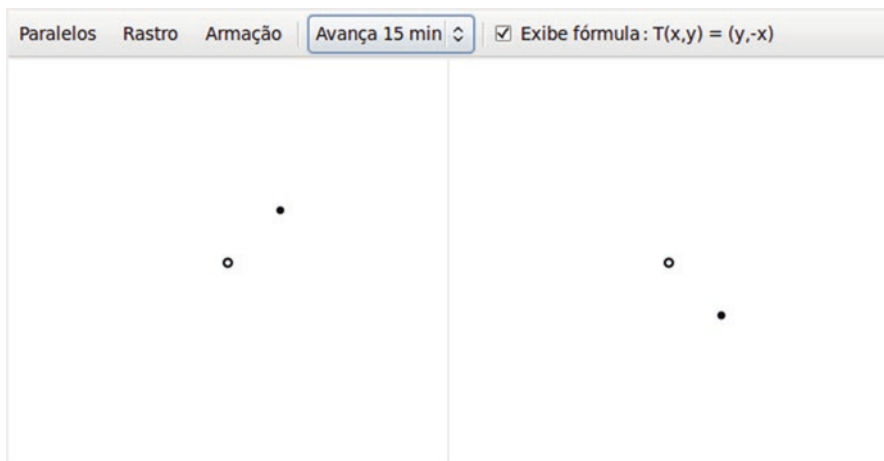 Paralelos Rastro Armação Avança 15 min Exibe fórmula : T(x,y) = (y,-x)